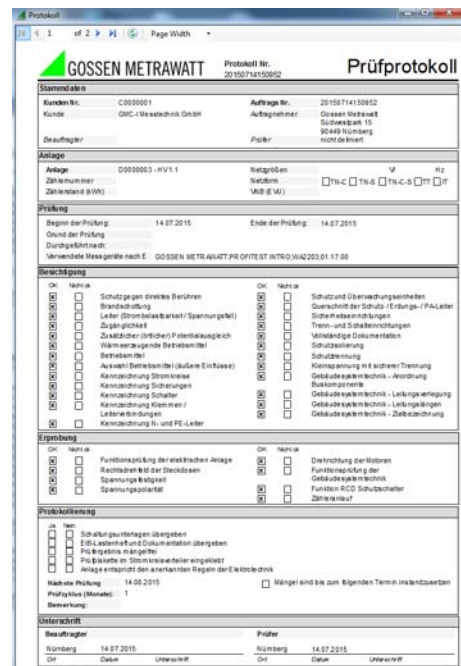 Protokoll
1 of 2 Page Width
GOSSEN METRAWATT
Protokoll Nr.
20150714150952
Prüfprotokoll
Stammdaten
Kunden Nr. C0000001 Auftrags Nr. 20150714150952
Kunde GMC-I Messtechnik GmbH Auftragnehmer Gossen Metrawatt
Südwestpark 15
90449 Nürnberg
Beauftragter Prüfer nicht definiert
Anlage
Anlage D0000003 - HV1.1 Netzgrößen V/ Hz
Zählernummer Netzform TN-C TN-S TN-C-S TT IT
Zählerstand (kWh) VNB (EVU)
Prüfung
Beginn der Prüfung: 14.07.2015 Ende der Prüfung: 14.07.2015
Grund der Prüfung
Durchgeführt nach:
Verwendete Messgeräte nach E GOSSEN METRAWATT;PROFITEST INTRO;WA2203;01.17.00
Besichtigung
OK Nicht ok OK Nicht ok
Schutz gegen direktes Berühren Schutz und Überwachungseinheiten
Brandschottung Querschnitt der Schutz- / Erdungs- / PA-Leiter
Leiter (Strombelastbarkeit / Spannungsfall) Sicherheitseinrichtungen
Zugänglichkeit Trenn- und Schalteinrichtungen
Zusätzlicher (örtlicher) Potentialausgleich Vollständige Dokumentation
Wärmeerzeugende Betriebsmittel Schutzisolierung
Betriebsmittel Schutztrennung
Auswahl Betriebsmittel (äußere Einflüsse) Kleinspannung mit sicherer Trennung
Kennzeichnung Stromkreise Gebäudesystemtechnik - Anordnung
Kennzeichnung Sicherungen Buskomponente
Kennzeichnung Schalter Gebäudesystemtechnik - Leitungsverlegung
Kennzeichnung Klemmen / Gebäudesystemtechnik - Leitungslängen
Leiterverbindungen Gebäudesystemtechnik - Zielbezeichnung
Kennzeichnung N- und PE-Leiter
Erprobung
OK Nicht ok OK Nicht ok
Funktionsprüfung der elektrischen Anlage Drehrichtung der Motoren
Rechtsdrehfeld der Steckdosen Funktionsprüfung der
Spannungsfestigkeit Gebäudesystemtechnik
Spannungspolarität Funktion RCD Schutzschalter
Zähleranlauf
Protokollierung
Ja Nein
Schaltungsunterlagen übergeben
EIB-Lastenheft und Dokumentation übergeben
Prüfergebnis mängelfrei
Prüfplakette im Stromkreisverteiler eingeklebt
Anlage entspricht den anerkannten Regeln der Elektrotechnik
Nächste Prüfung 14.08.2015 Mängel sind bis zum folgenden Termin instandzusetzen
Prüfzyklus (Monate): 1
Bemerkung:
Unterschrift
Beauftragter Prüfer
Nürnberg 14.07.2015 Nürnberg 14.07.2015
Ort Datum Unterschrift Ort Datum Unterschrift